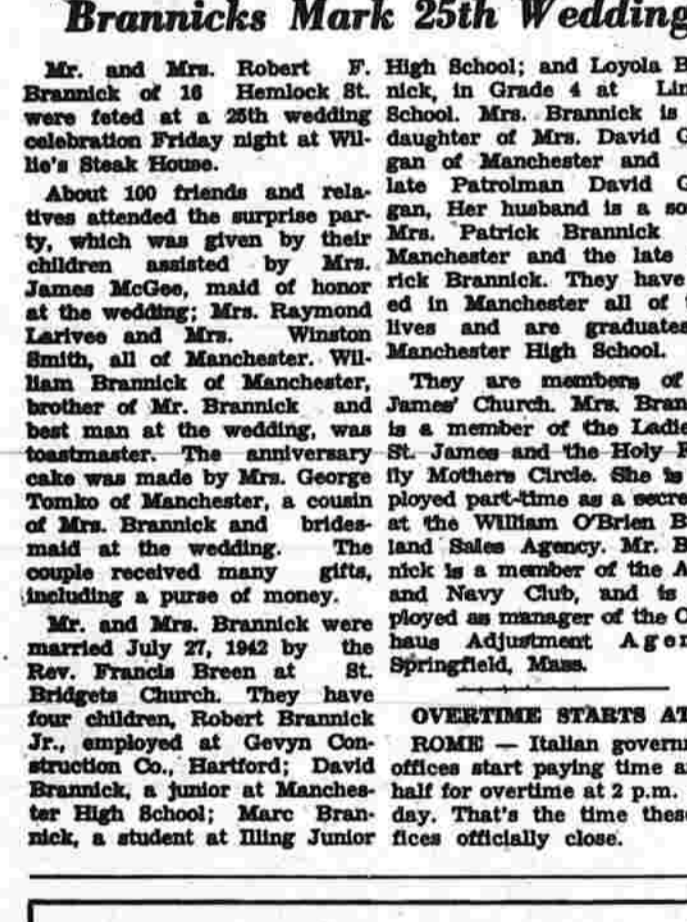 Brannicks Mark 25th Wedding
Mr. and Mrs. Robert F.
Brannick of 16 Hemlock St.
were feted at a 25th wedding
celebration Friday night at Wil-
lie's Steak House.
About 100 friends and rela-
tives attended the surprise par-
ty, which was given by their
children assisted by Mrs.
James McGee, maid of honor
at the wedding; Mrs. Raymond
Larivee and Mrs. Winston
Smith, all of Manchester. Wil-
liam Brannick of Manchester,
brother of Mr. Brannick and
best man at the wedding, was
toastmaster. The anniversary
cake was made by Mrs. George
Tomko of Manchester, a cousin
of Mrs. Brannick and brides-
maid at the wedding. The
couple received many gifts,
including a purse of money.
Mr. and Mrs. Brannick were
married July 27, 1942 by the
Rev. Francis Breen at St.
Bridgets Church. They have
four children, Robert Brannick
Jr., employed at Gevyn Con-
struction Co., Hartford; David
Brannick, a junior at Manches-
ter High School; Marc Bran-
nick, a student at Illing Junior
High School; and Loyola B
nick, in Grade 4 at Lin
School. Mrs. Brannick is
daughter of Mrs. David G
gan of Manchester and
late Patrolman David G
gan, Her husband is a so
Mrs. Patrick Brannick
Manchester and the late
rick Brannick. They have
ed in Manchester all of
lives and are graduates
Manchester High School.
They are members of
James' Church. Mrs. Bran
is a member of the Ladie
St. James and the Holy F
ily Mothers Circle. She is
ployed part-time as a secre
at the William O'Brien B
land Sales Agency. Mr. B
nick is a member of the A
and Navy Club, and is
ployed as manager of the C
haus Adjustment Agen
Springfield, Mass.
OVERTIME STARTS AT
ROME — Italian governm
offices start paying time a
half for overtime at 2 p.m.
day. That's the time thes
fices officially close.